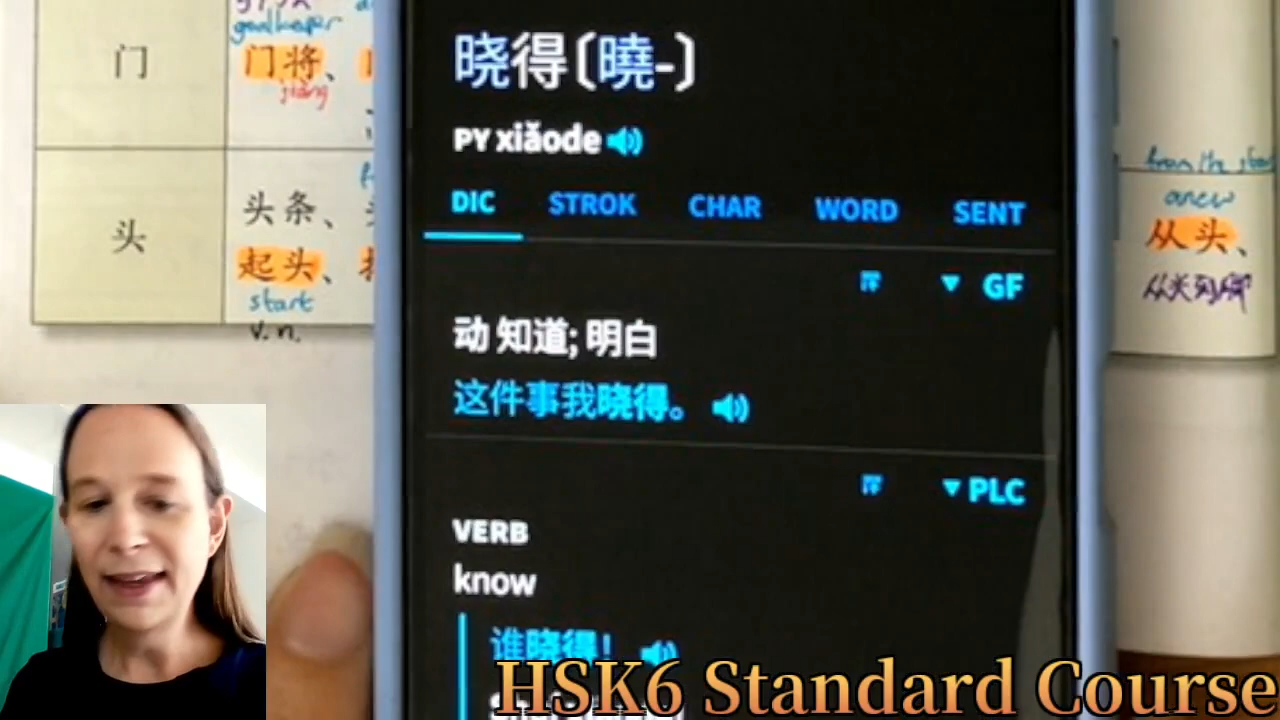 goalkeeper
门
门将、
jiāng
头
头条、
起头、
start
v. n.
晓得〔曉-〕
PY xiǎode
DIC STROK CHAR WORD SENT
GF
动 知道; 明白
这件事我晓得。
PLC
VERB
know
谁晓得！
from the start
anew
从头、
HSK6 Standard Course